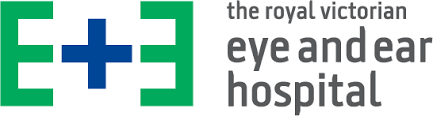 E+E
the royal victorian
eye and ear
hospital